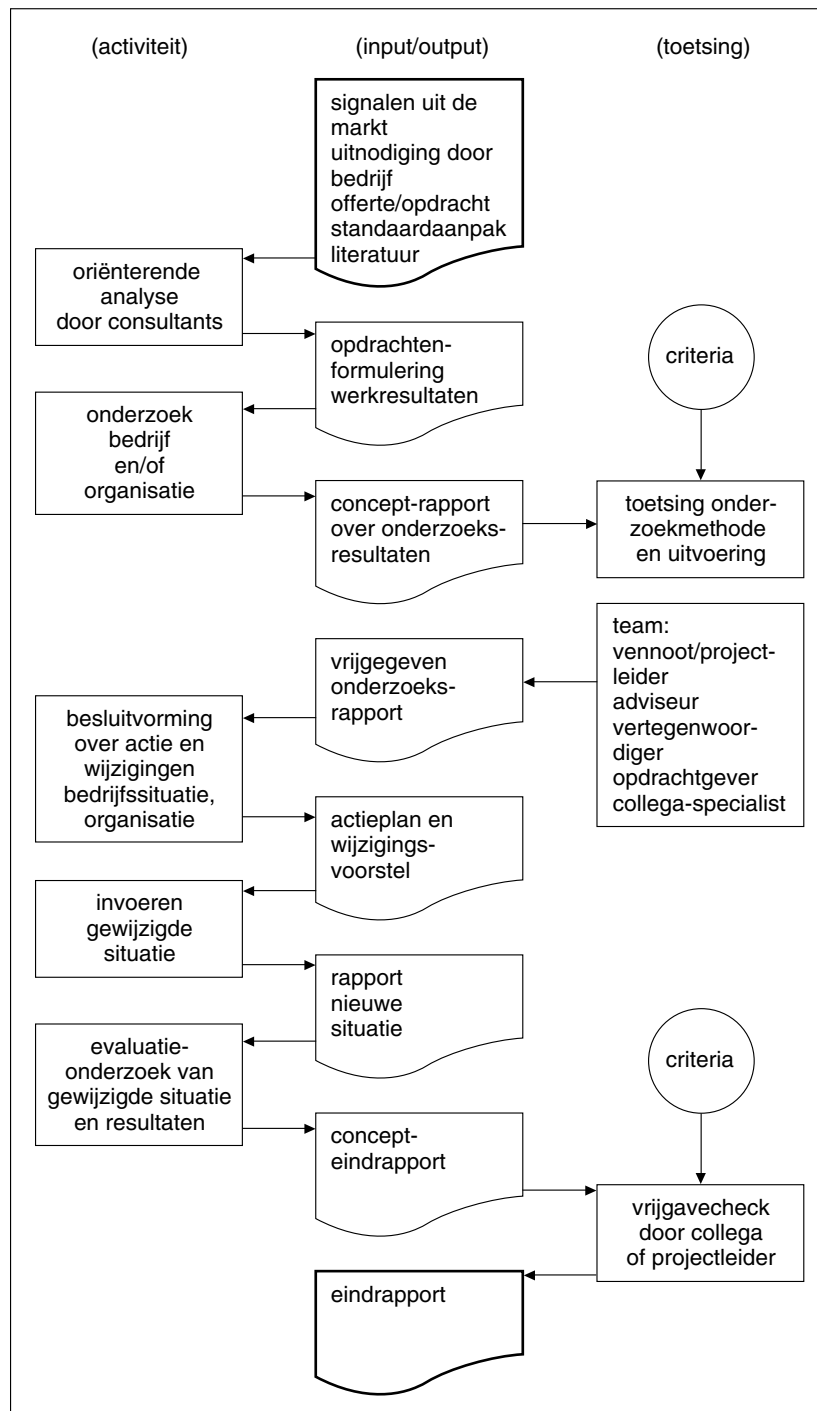 (activiteit) (input/output) (toetsing)
signalen uit de
markt
uitnodiging door
bedrijf
offerte/opdracht
standaardaanpak
literatuur
oriënterende
analyse
door consultants
opdrachten-
formulering
werkresultaten
criteria
onderzoek
bedrijf
en/of
organisatie
concept-rapport
over onderzoeks-
resultaten
toetsing onder-
zoekmethode
en uitvoering
team:
vennoot/project-
leider
adviseur
vertegenwoor-
diger
opdrachtgever
collega-specialist
vrijgegeven
onderzoeks-
rapport
besluitvorming
over actie en
wijzigingen
bedrijfssituatie,
organisatie
actieplan en
wijzigings-
voorstel
invoeren
gewijzigde
situatie
rapport
nieuwe
situatie
evaluatie-
onderzoek van
gewijzigde situatie
en resultaten
criteria
concept-
eindrapport
vrijgavecheck
door collega
of projectleider
eindrapport